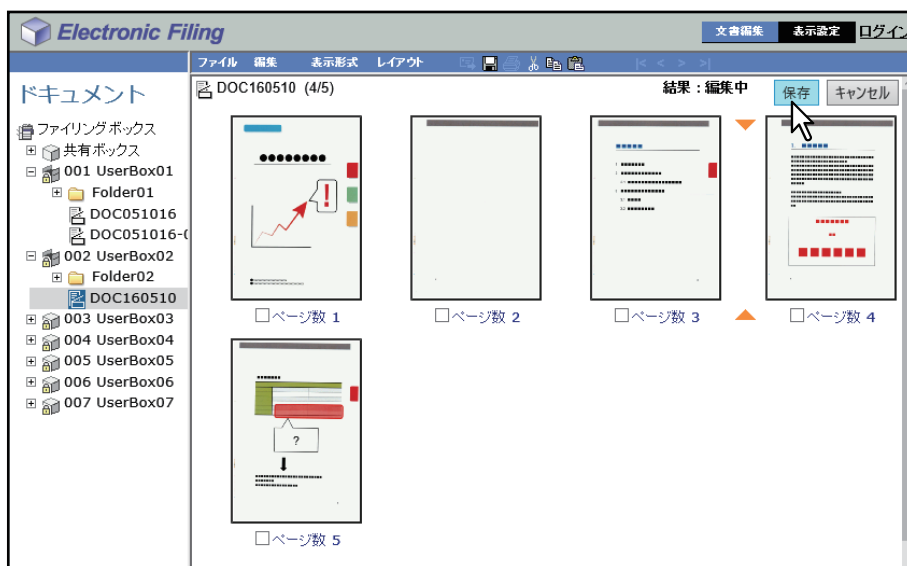 Electronic Filing
文書編集 表示設定 ログイン
ファイル 編集 表示形式 レイアウト |< < > >|
ドキュメント
DOC160510 (4/5) 結果：編集中 保存 キャンセル
ファイリングボックス
共有ボックス
001 UserBox01
Folder01
DOC051016
DOC051016-(
002 UserBox02
Folder02
DOC160510
003 UserBox03
004 UserBox04
005 UserBox05
006 UserBox06
007 UserBox07
!
ページ数 1 ページ数 2 ページ数 3 ページ数 4
?
ページ数 5